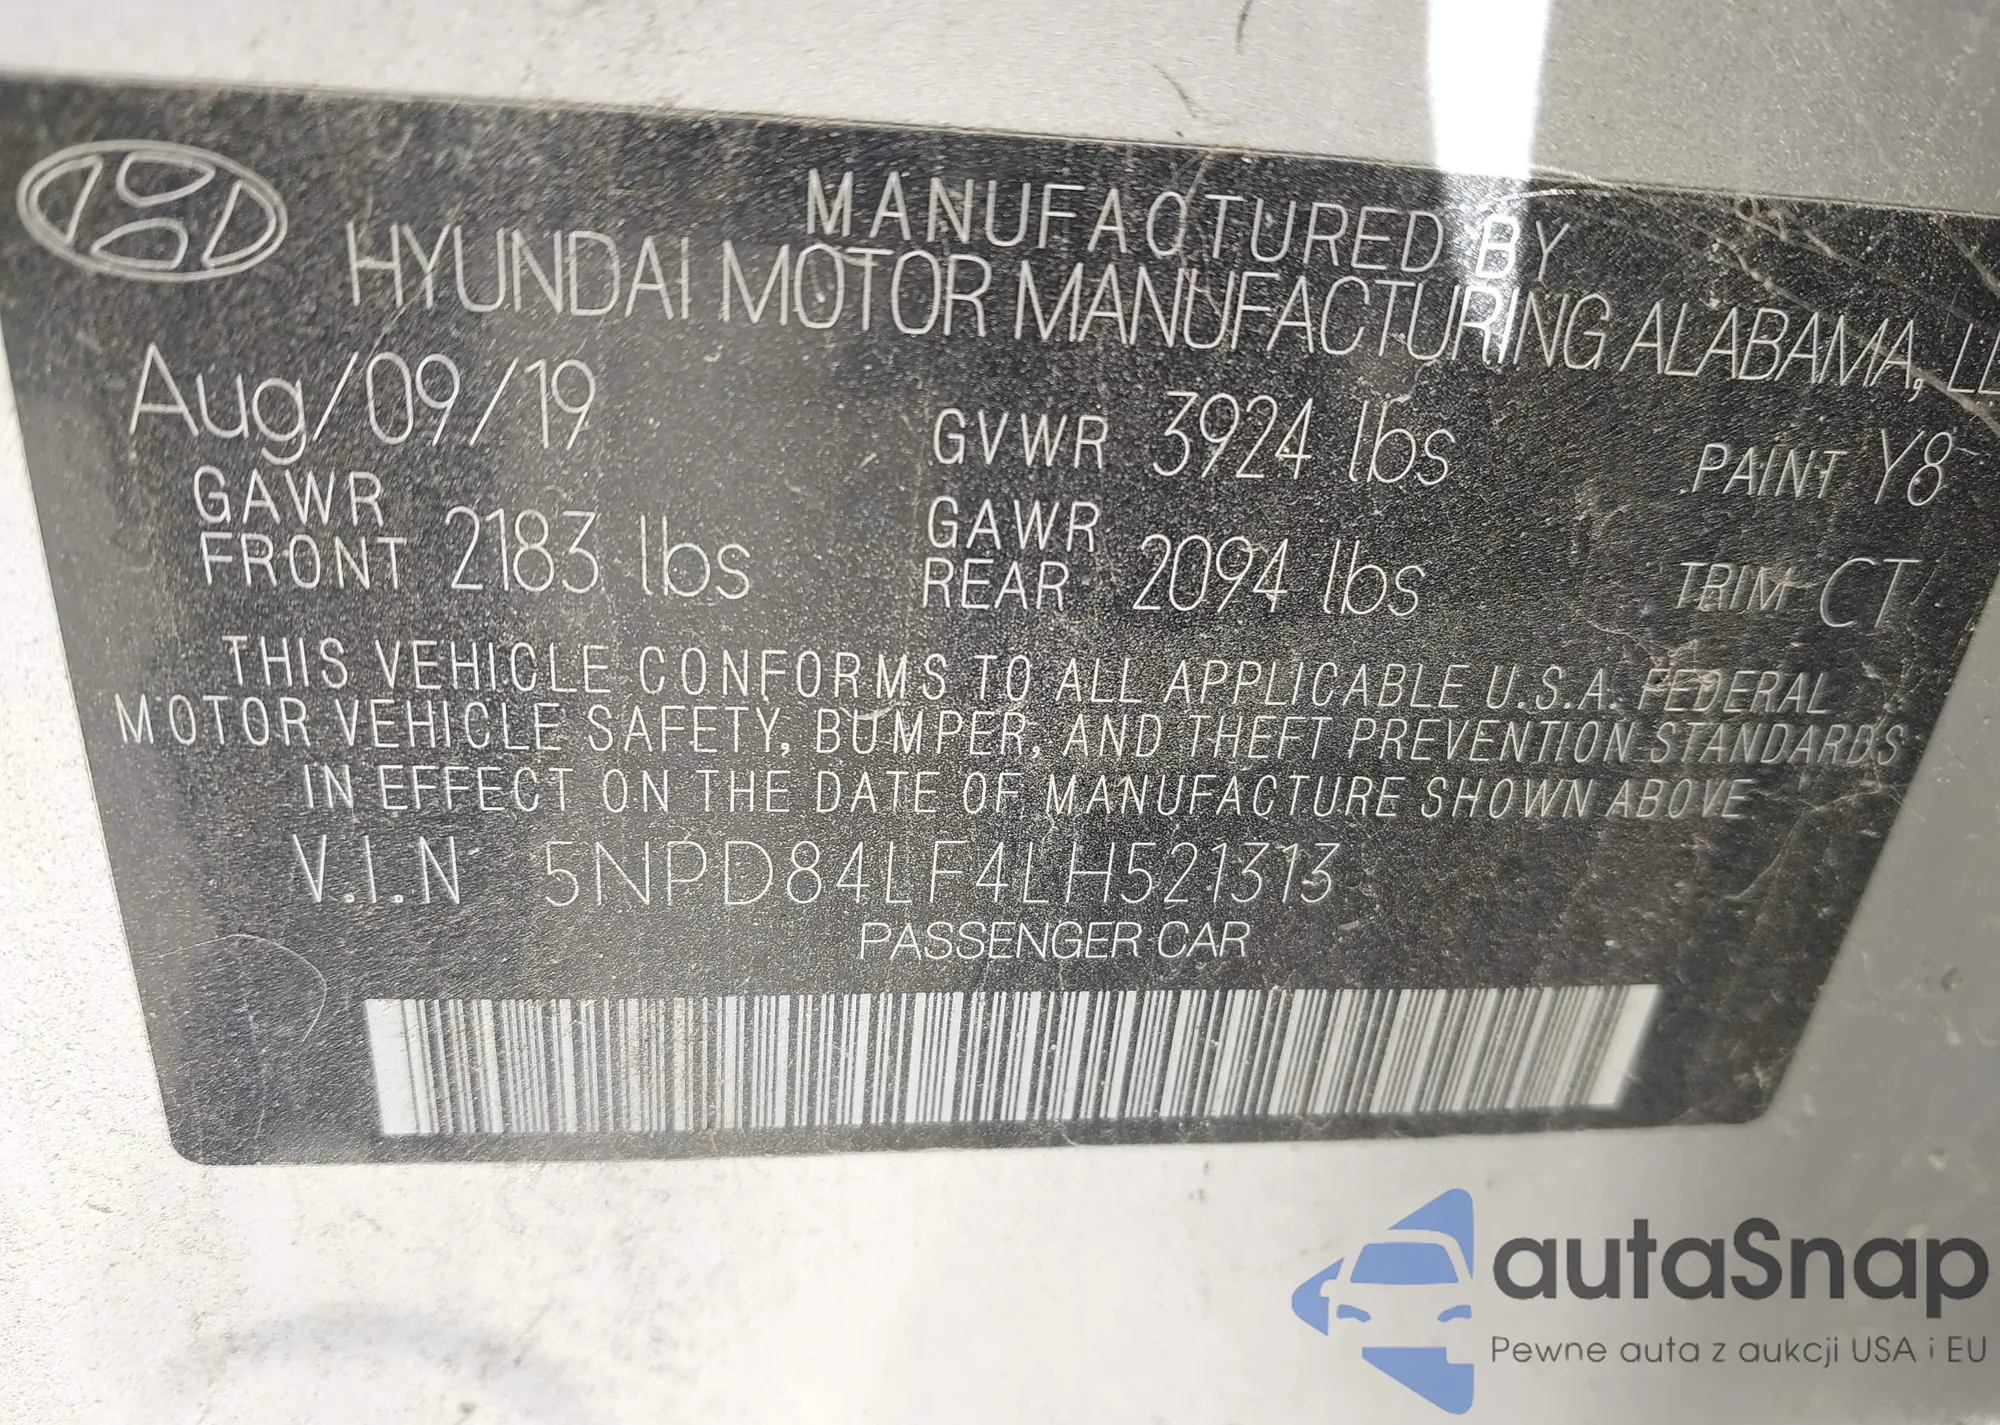 MANUFACTURED BY
HYUNDAI MOTOR MANUFACTURING ALABAMA, LL
Aug/09/19
GVWR 3924 lbs
PAINT Y8
GAWR
FRONT 2183 lbs
GAWR
REAR 2094 lbs
TRIM CT
THIS VEHICLE CONFORMS TO ALL APPLICABLE U.S.A. FEDERAL
MOTOR VEHICLE SAFETY, BUMPER, AND THEFT PREVENTION STANDARDS
IN EFFECT ON THE DATE OF MANUFACTURE SHOWN ABOVE
V.I.N 5NPD84LF4LH521313
PASSENGER CAR
autaSnap
Pewne auta z aukcji USA i EU